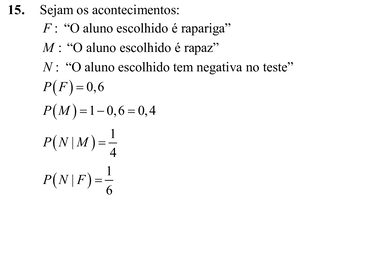 15. Sejam os acontecimentos:
F : “O aluno escolhido é rapariga”
M : “O aluno escolhido é rapaz”
N : “O aluno escolhido tem negativa no teste”
P(F)=0,6
P(M)=1−0,6=0,4
P(N|M)=1/4
P(N|F)=1/6